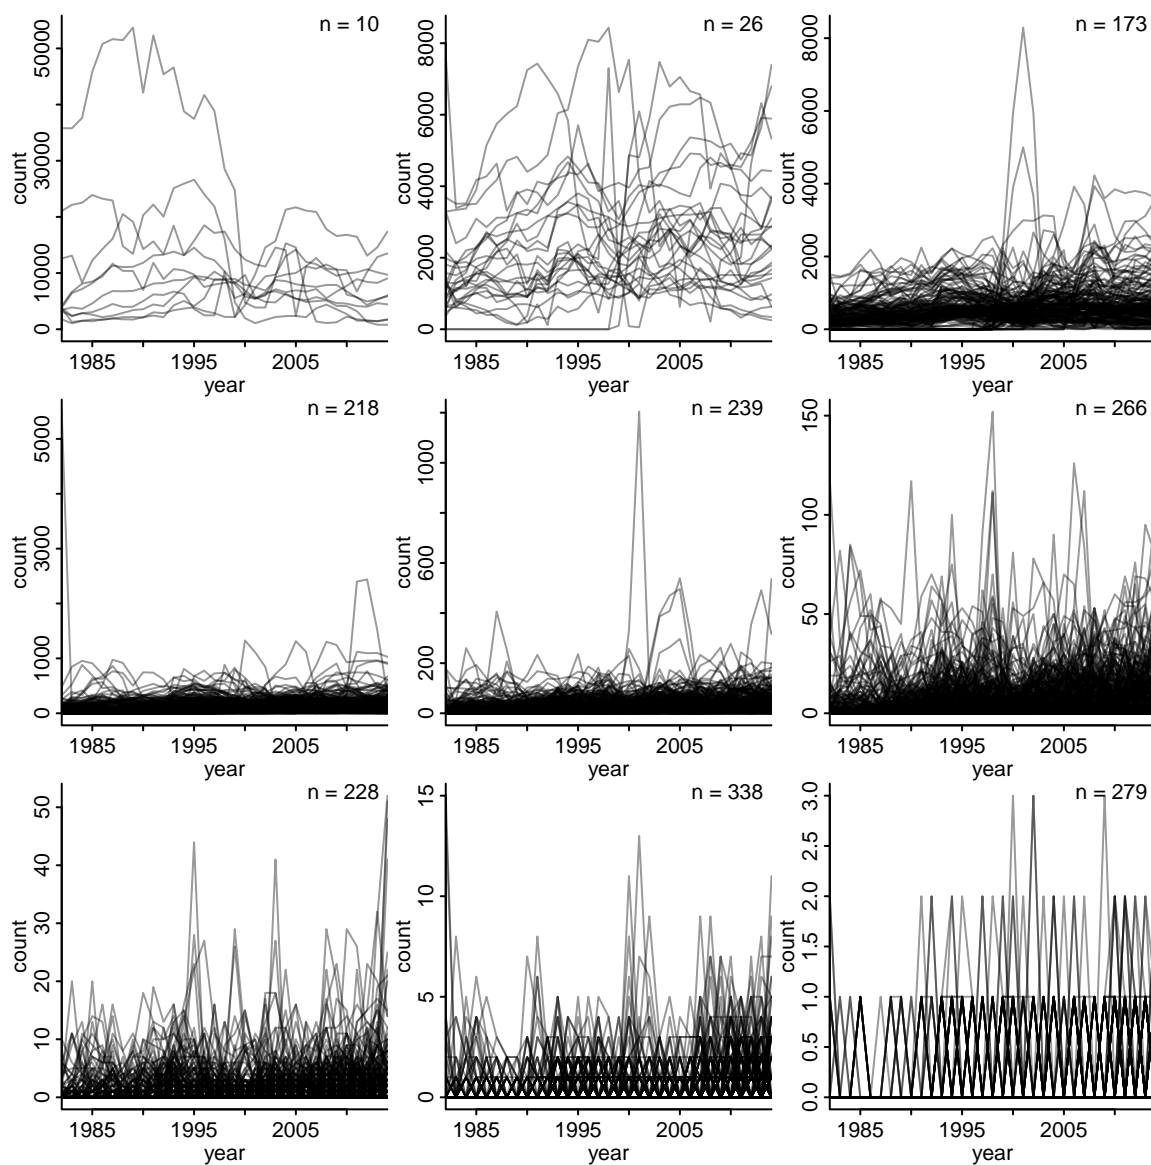 n = 10
count
0
10000
30000
50000
1985
1995
2005
year
n = 26
count
0
2000
4000
6000
8000
1985
1995
2005
year
n = 173
count
0
2000
4000
6000
8000
1985
1995
2005
year
n = 218
count
0
1000
3000
5000
1985
1995
2005
year
n = 239
count
0
200
600
1000
1985
1995
2005
year
n = 266
count
0
50
100
150
1985
1995
2005
year
n = 228
count
0
10
20
30
40
50
1985
1995
2005
year
n = 338
count
0
5
10
15
1985
1995
2005
year
n = 279
count
0.0
0.5
1.0
1.5
2.0
2.5
3.0
1985
1995
2005
year